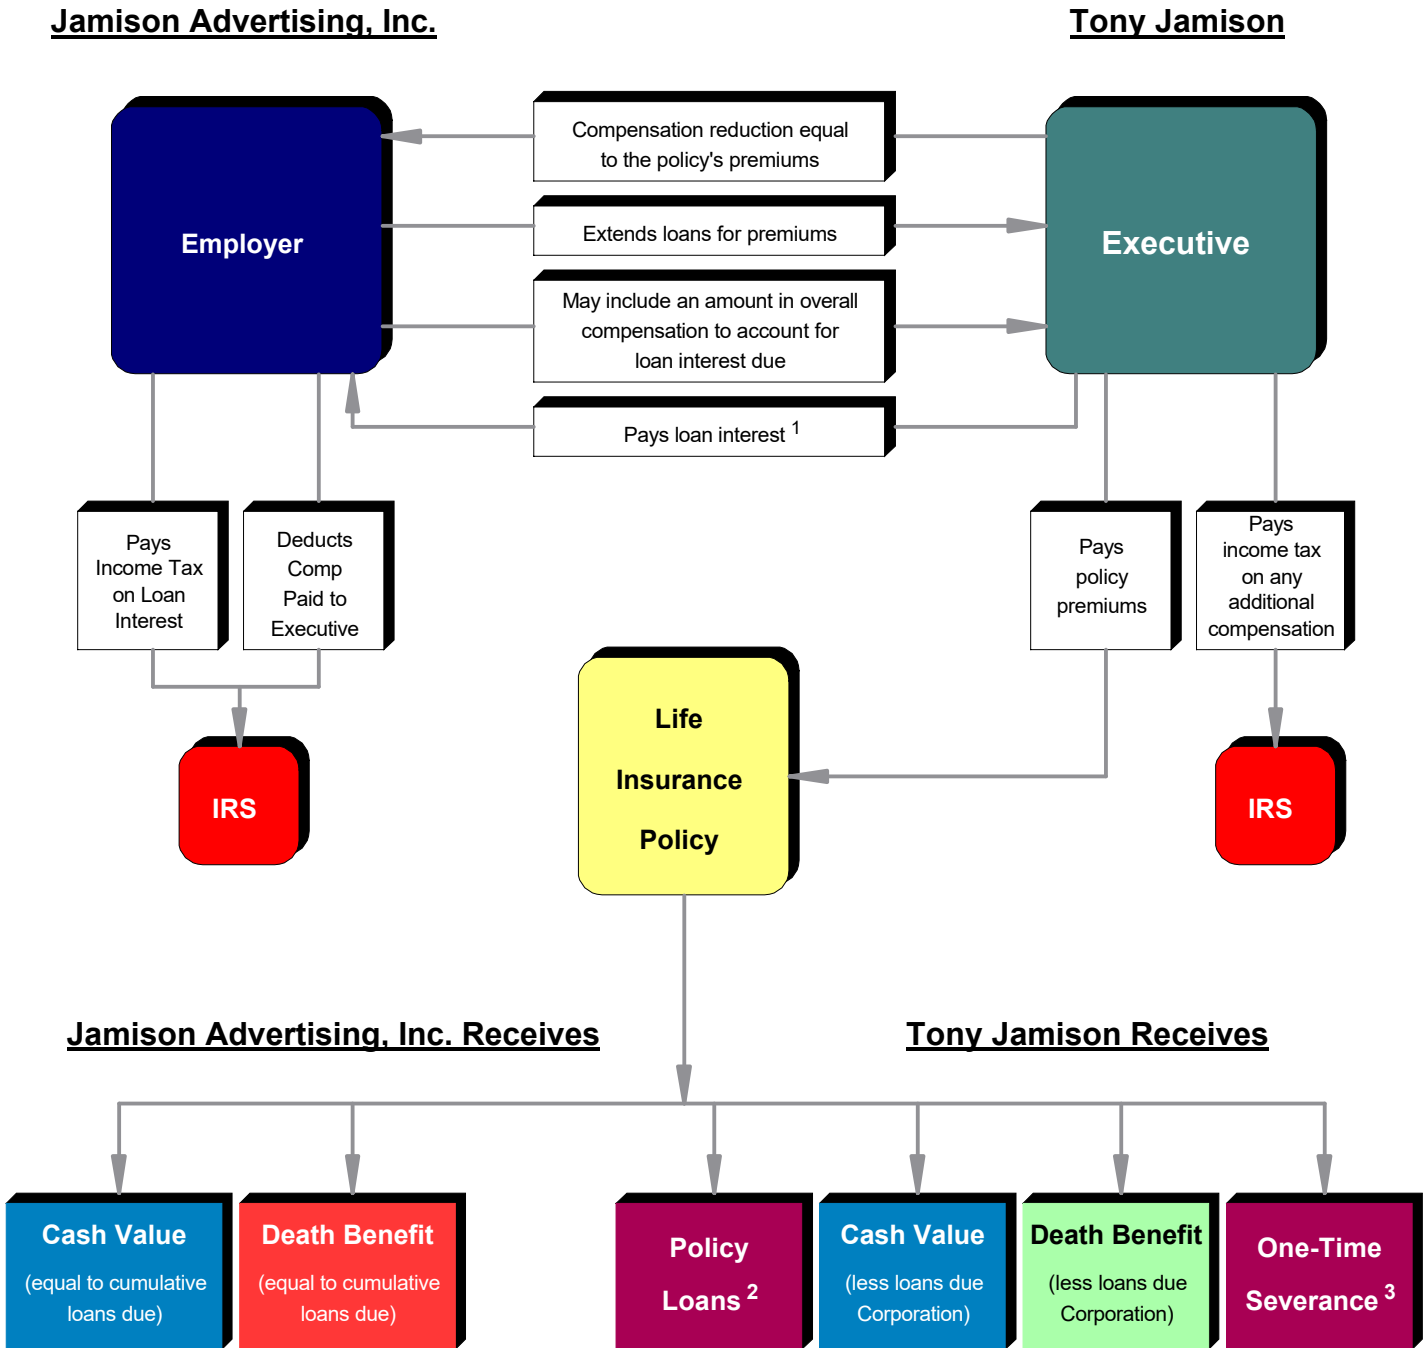 Jamison Advertising, Inc.
Tony Jamison
Employer
Compensation reduction equal
to the policy's premiums
Extends loans for premiums
May include an amount in overall
compensation to account for
loan interest due
Pays loan interest 1
Executive
Pays
Income Tax
on Loan
Interest
Deducts
Comp
Paid to
Executive
Pays
policy
premiums
Pays
income tax
on any
additional
compensation
IRS
Life
Insurance
Policy
IRS
Jamison Advertising, Inc. Receives
Tony Jamison Receives
Cash Value
(equal to cumulative
loans due)
Death Benefit
(equal to cumulative
loans due)
Policy
Loans 2
Cash Value
(less loans due
Corporation)
Death Benefit
(less loans due
Corporation)
One-Time
Severance 3